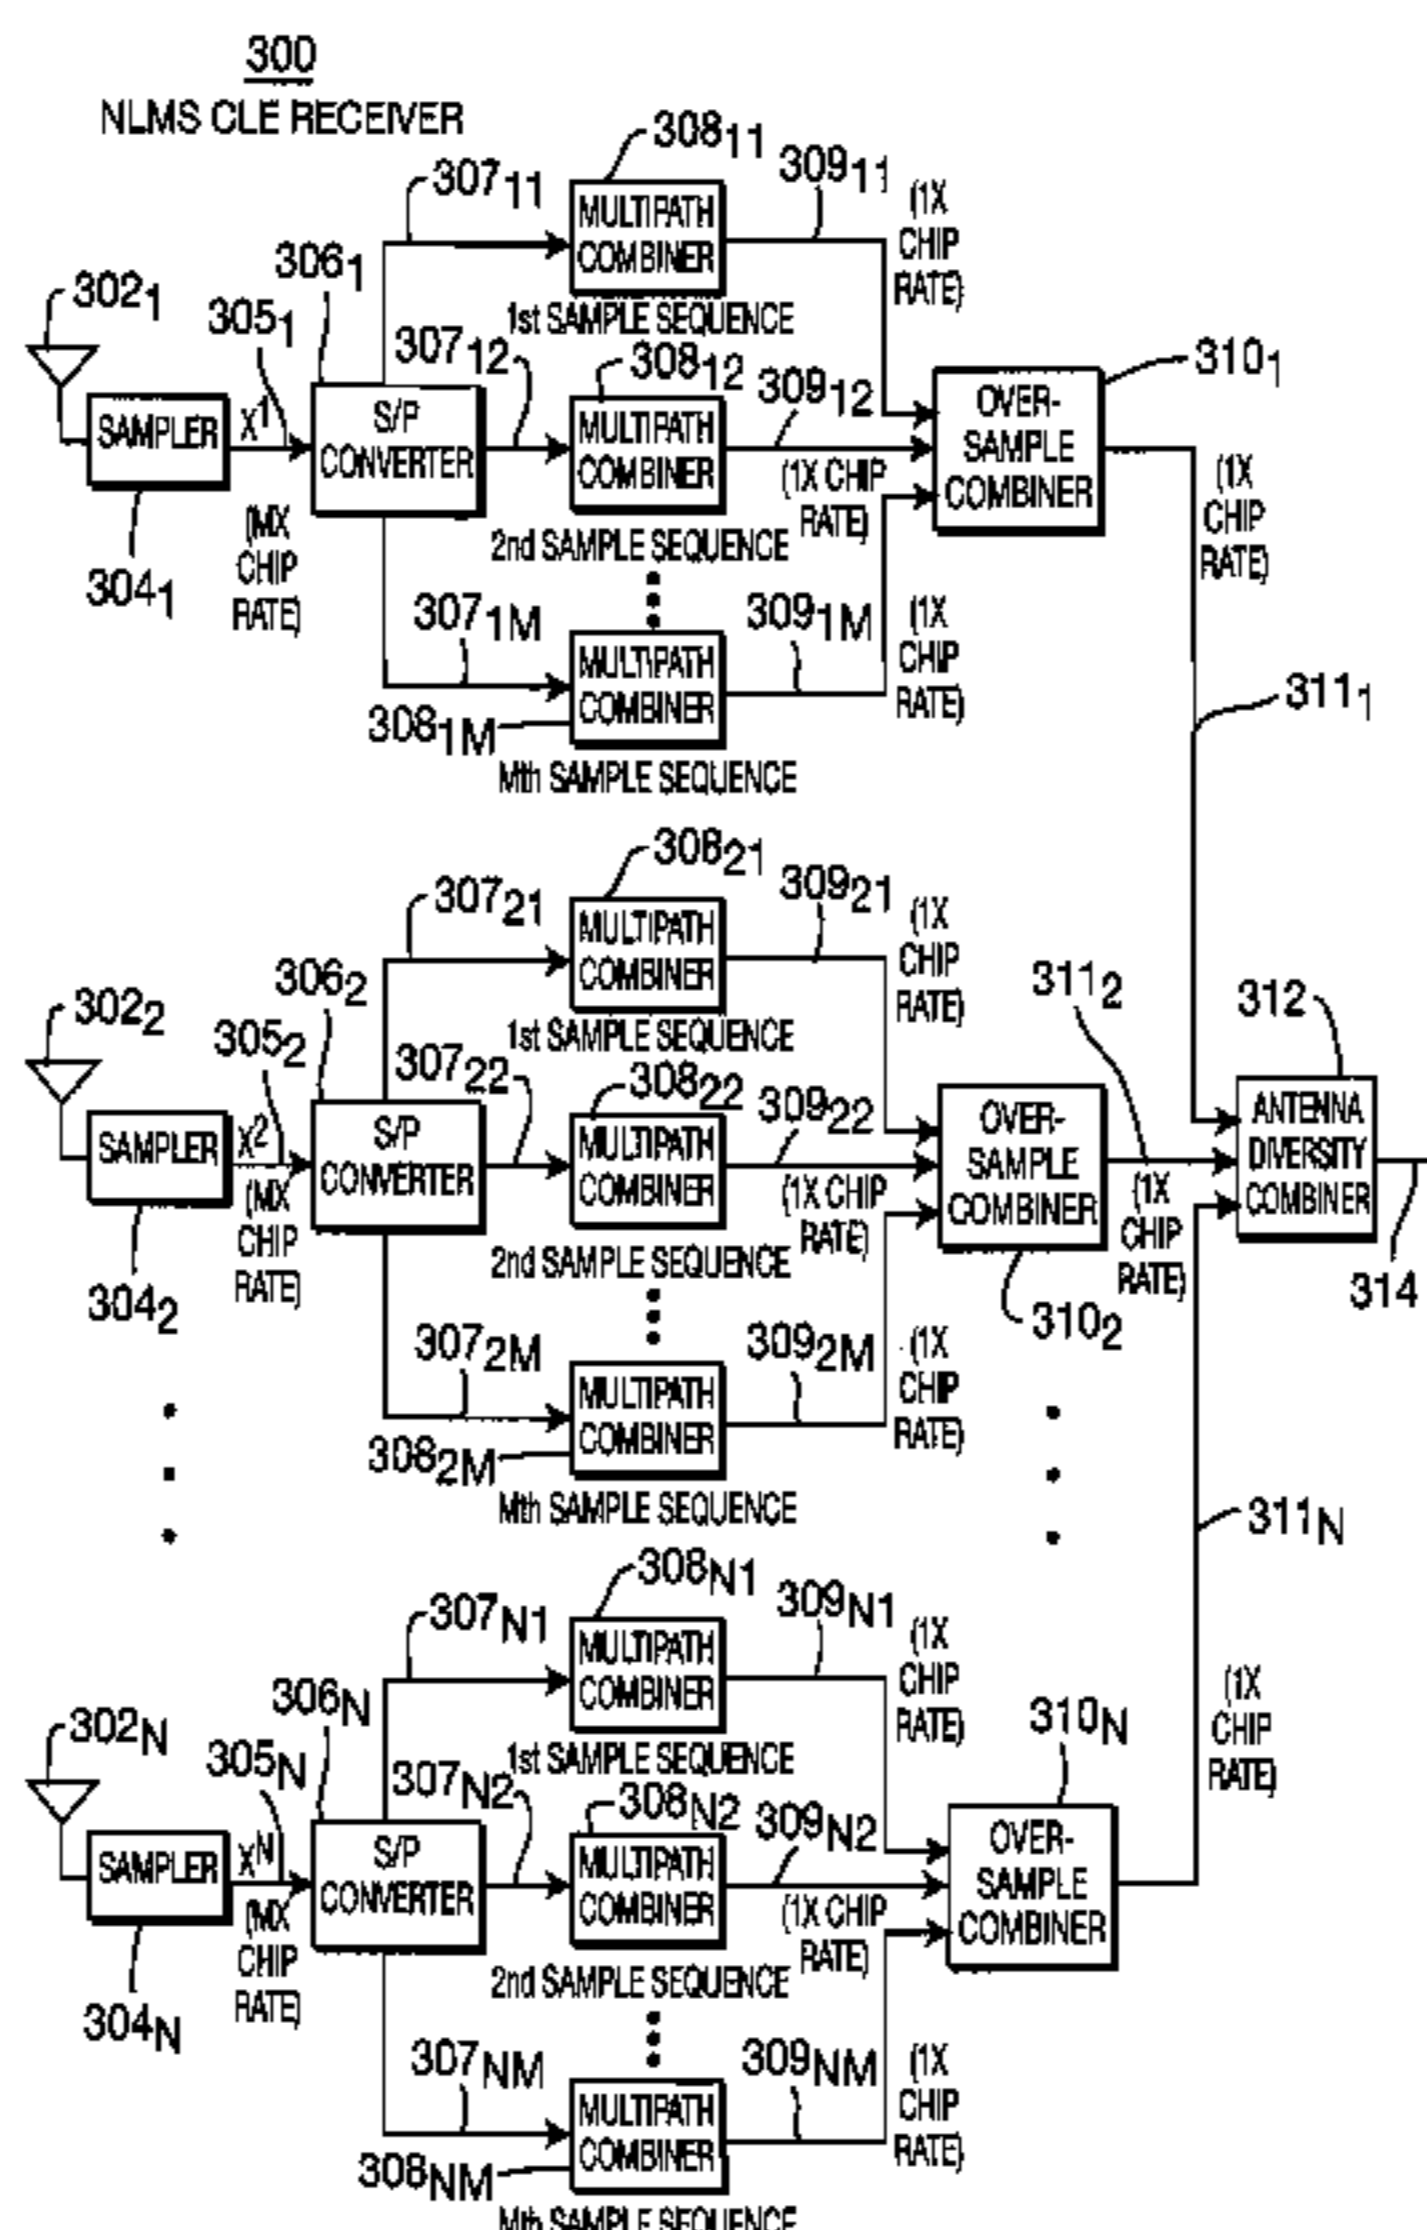 300
NLMS CLE RECEIVER
308₁₁
307₁₁
309₁₁
(1X
CHIP
RATE)
MULTIPATH
COMBINER
306₁
302₁
305₁
1st SAMPLE SEQUENCE
307₁₂
308₁₂
309₁₂
310₁
SAMPLER
X¹
S/P
CONVERTER
MULTIPATH
COMBINER
(1X CHIP
RATE)
OVER-
SAMPLE
COMBINER
(1X
CHIP
RATE)
(MX
CHIP
RATE)
304₁
2nd SAMPLE SEQUENCE
307₁M
309₁M
(1X
CHIP
RATE)
MULTIPATH
COMBINER
308₁M
311₁
Mth SAMPLE SEQUENCE
308₂₁
307₂₁
309₂₁
(1X
CHIP
RATE)
MULTIPATH
COMBINER
306₂
302₂
305₂
1st SAMPLE SEQUENCE
311₂
312
307₂₂
308₂₂
309₂₂
SAMPLER
X²
S/P
CONVERTER
MULTIPATH
COMBINER
(1X CHIP
RATE)
OVER-
SAMPLE
COMBINER
(1X
CHIP
RATE)
ANTENNA
DIVERSITY
COMBINER
(MX
CHIP
RATE)
304₂
2nd SAMPLE SEQUENCE
310₂
314
307₂M
309₂M
(1X
CHIP
RATE)
MULTIPATH
COMBINER
308₂M
Mth SAMPLE SEQUENCE
311N
308N1
307N1
309N1
(1X
CHIP
RATE)
MULTIPATH
COMBINER
306N
302N
305N
1st SAMPLE SEQUENCE
310N
(1X
CHIP
RATE)
307N2
308N2
309N2
SAMPLER
Xᴺ
S/P
CONVERTER
MULTIPATH
COMBINER
(1X CHIP
RATE)
OVER-
SAMPLE
COMBINER
(MX
CHIP
RATE)
304N
2nd SAMPLE SEQUENCE
307NM
309NM
(1X
CHIP
RATE)
MULTIPATH
COMBINER
308NM
Mth SAMPLE SEQUENCE